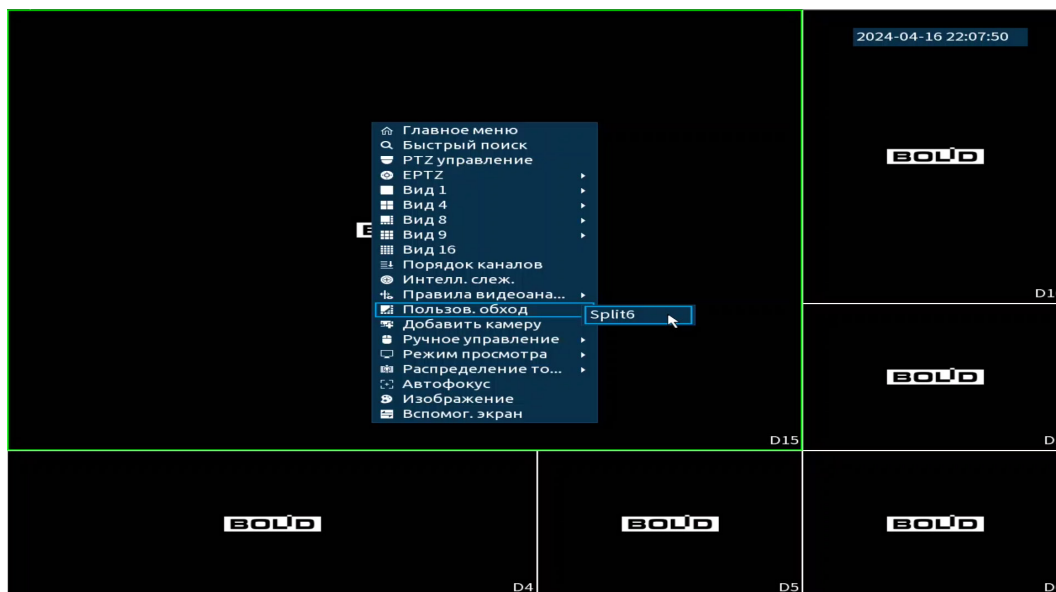 2024-04-16 22:07:50
BOLID
D1
Главное меню
Быстрый поиск
PTZ управление
EPTZ
Вид 1
Вид 4
Вид 8
Вид 9
Вид 16
Порядок каналов
Интелл. слеж.
Правила видеоана...
Пользов. обход
Split6
Добавить камеру
Ручное управление
Режим просмотра
Распределение то...
Автофокус
Изображение
Вспомог. экран
BOLID
D15
D
BOLID
BOLID
BOLID
D4
D5
D